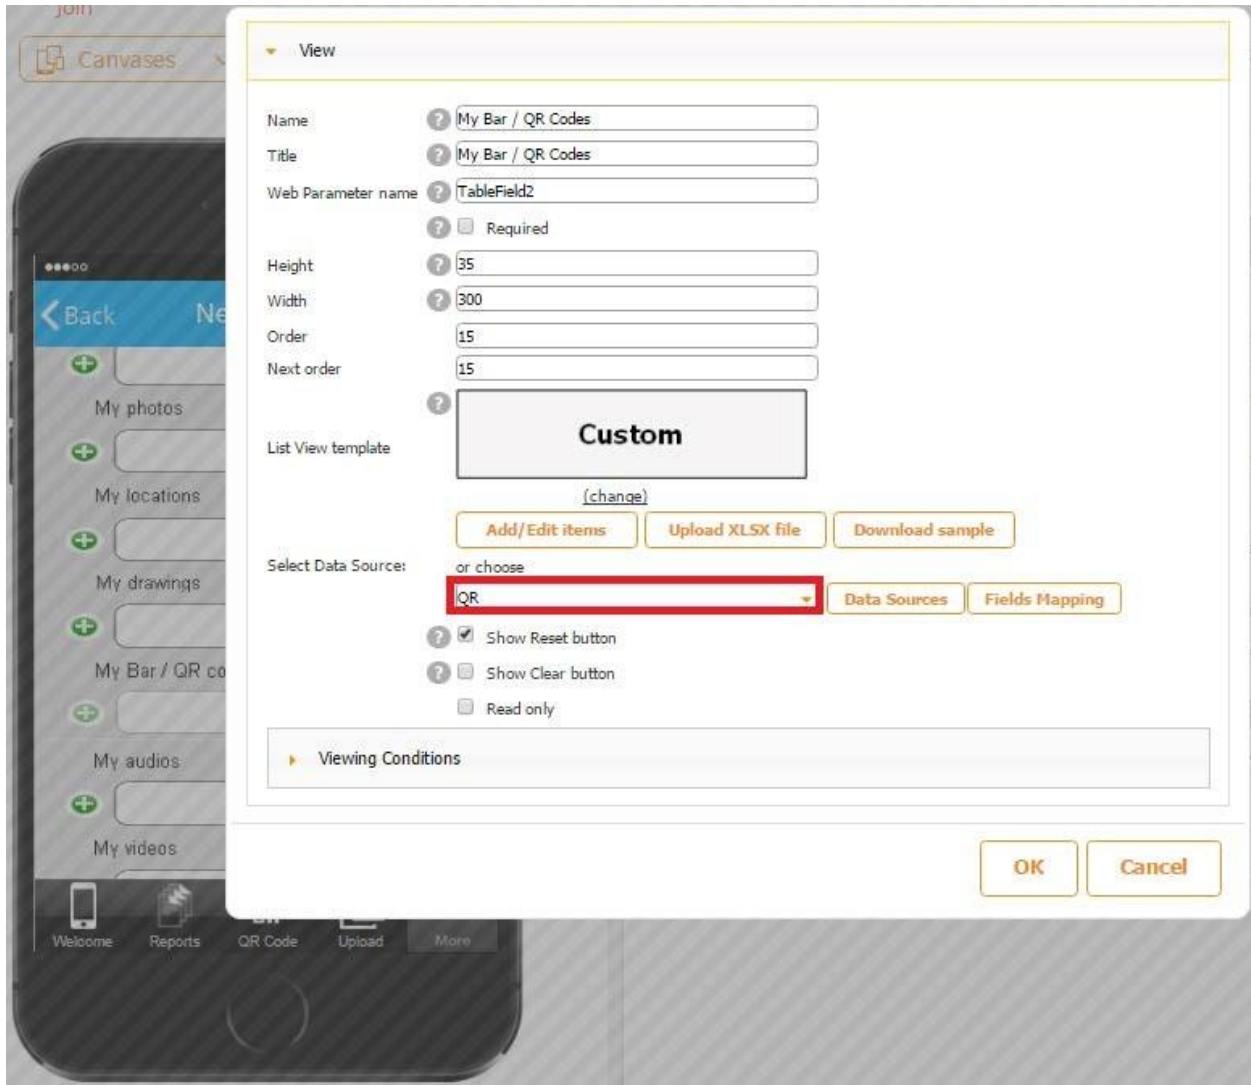 Join
Canvases
View
Name
My Bar / QR Codes
Title
My Bar / QR Codes
Web Parameter name
TableField2
Required
Height
35
Width
300
Order
15
Next order
15
List View template
Custom
(change)
Add/Edit items
Upload XLSX file
Download sample
Select Data Source:
or choose
QR
Data Sources
Fields Mapping
Show Reset button
Show Clear button
Read only
Viewing Conditions
OK
Cancel
Back
Ne
My photos
My locations
My drawings
My Bar / QR co
My audios
My videos
Welcome
Reports
QR Code
Upload
More